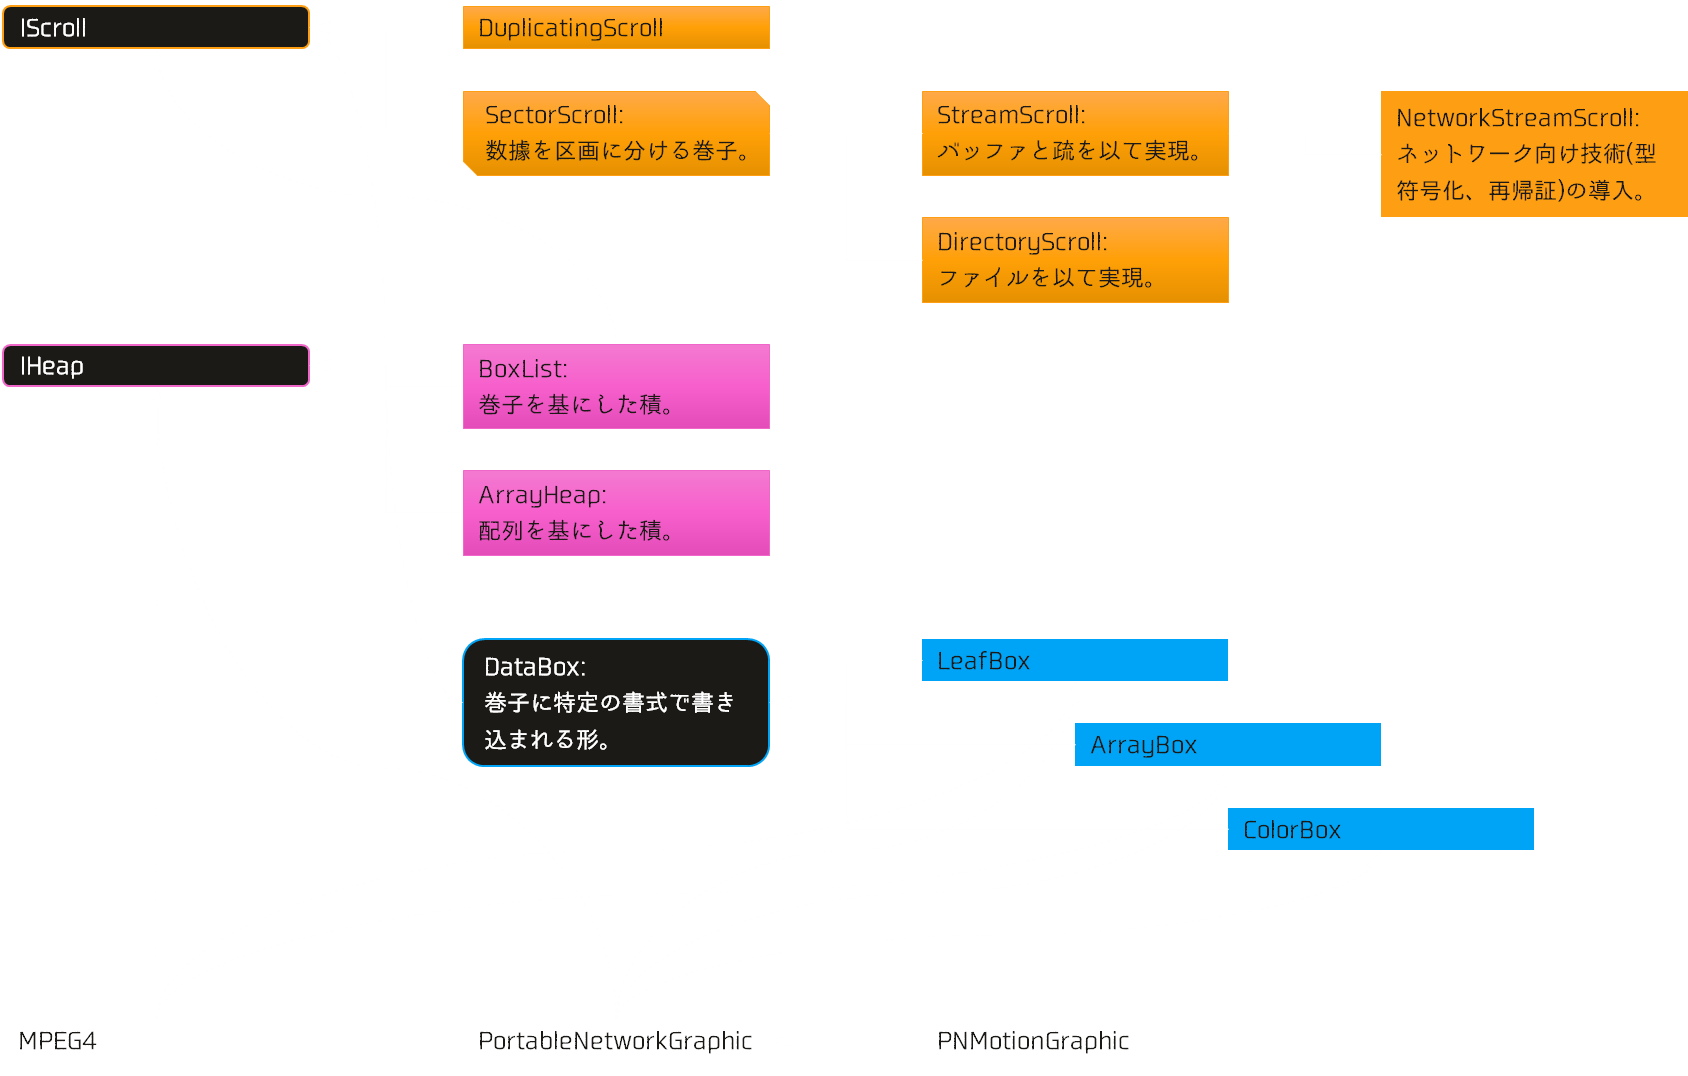 IScroll
DuplicatingScroll
SectorScroll:
数據を区画に分ける巻子。
StreamScroll:
バッファと疏を以て実現。
NetworkStreamScroll:
ネットワーク向け技術(型
符号化、再帰証)の導入。
DirectoryScroll:
ファイルを以て実現。
IHeap
BoxList:
巻子を基にした積。
ArrayHeap:
配列を基にした積。
DataBox:
巻子に特定の書式で書き
込まれる形。
LeafBox
ArrayBox
ColorBox
MPEG4
PortableNetworkGraphic
PNMotionGraphic